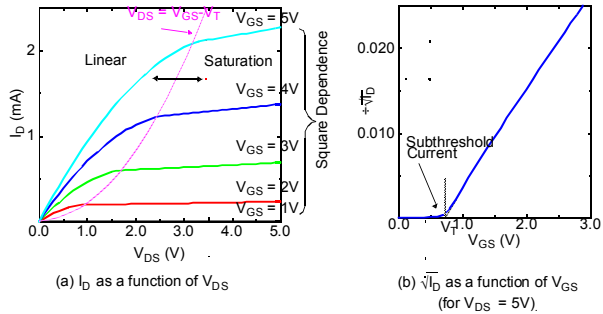 V_DS = V_GS-V_T
V_GS = 5V
Linear
Saturation
V_GS = 4V
V_GS = 3V
V_GS = 2V
V_GS = 1V
Square Dependence
I_D (mA)
2
1
0
0.0 1.0 2.0 3.0 4.0 5.0
V_DS (V)
(a) I_D as a function of V_DS
÷√I_D
0.020
0.010
Subthreshold
Current
0.0 V_T 1.0 2.0 3.0
V_GS (V)
(b) √I_D as a function of V_GS
(for V_DS = 5V).